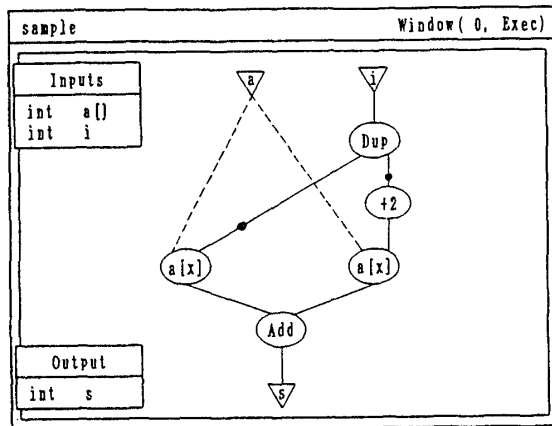 sample Window( 0, Exec)
Inputs
int a[]
int i
a
i
Dup
+2
a[x]
a[x]
Add
Output
int s
s